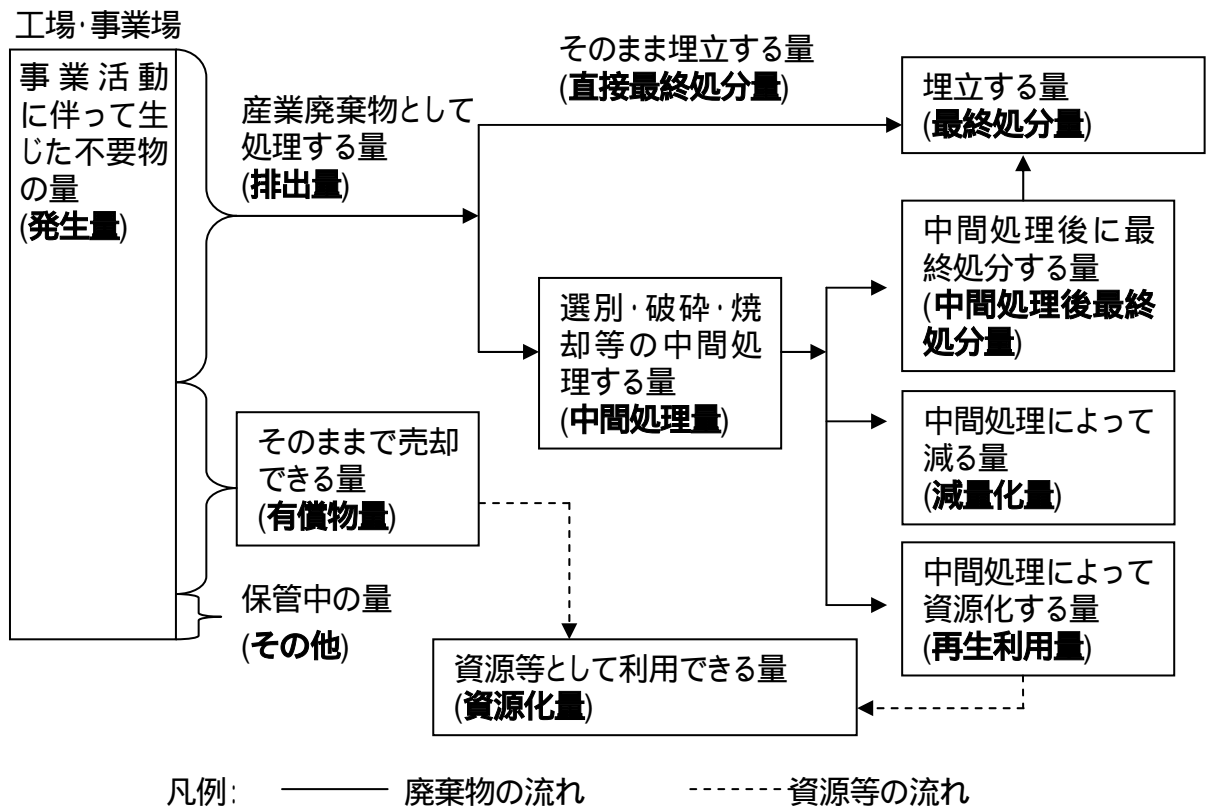 工場・事業場
事業活動
に伴って生
じた不要物
の量
(発生量)
産業廃棄物として
処理する量
(排出量)
そのまま埋立する量
(直接最終処分量)
埋立する量
(最終処分量)
中間処理後に最
終処分する量
(中間処理後最終
処分量)
選別・破砕・焼
却等の中間処
理する量
(中間処理量)
中間処理によって
減る量
(減量化量)
そのままで売却
できる量
(有償物量)
中間処理によって
資源化する量
(再生利用量)
保管中の量
(その他)
資源等として利用できる量
(資源化量)
凡例: 廃棄物の流れ 資源等の流れ